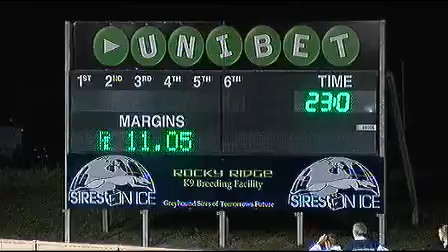 UNIBET
1ST 2ND 3RD 4TH 5TH 6TH TIME
23:0
MARGINS
R 11.05
ROCKY RIDGE
K9 Breeding Facility
SIRES ON ICE
Greyhound Sires of Tomorrows Future
SIRES ON ICE